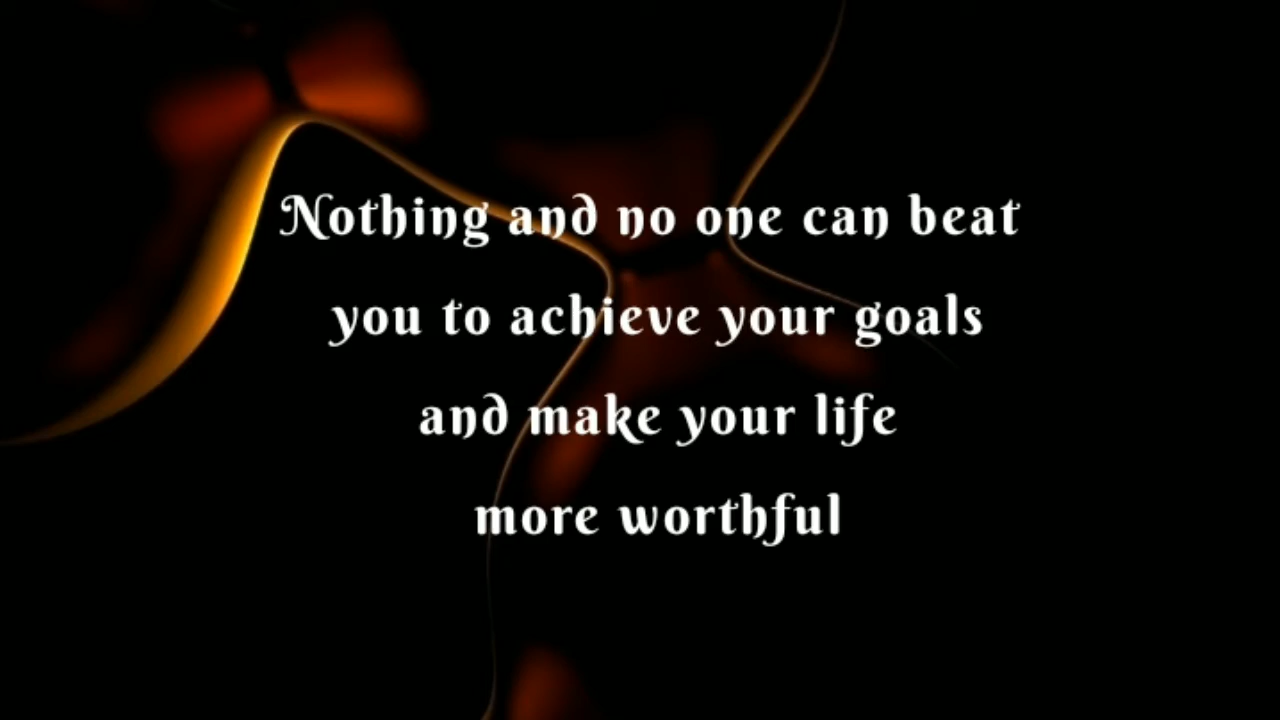 Nothing and no one can beat
you to achieve your goals
and make your life
more worthful